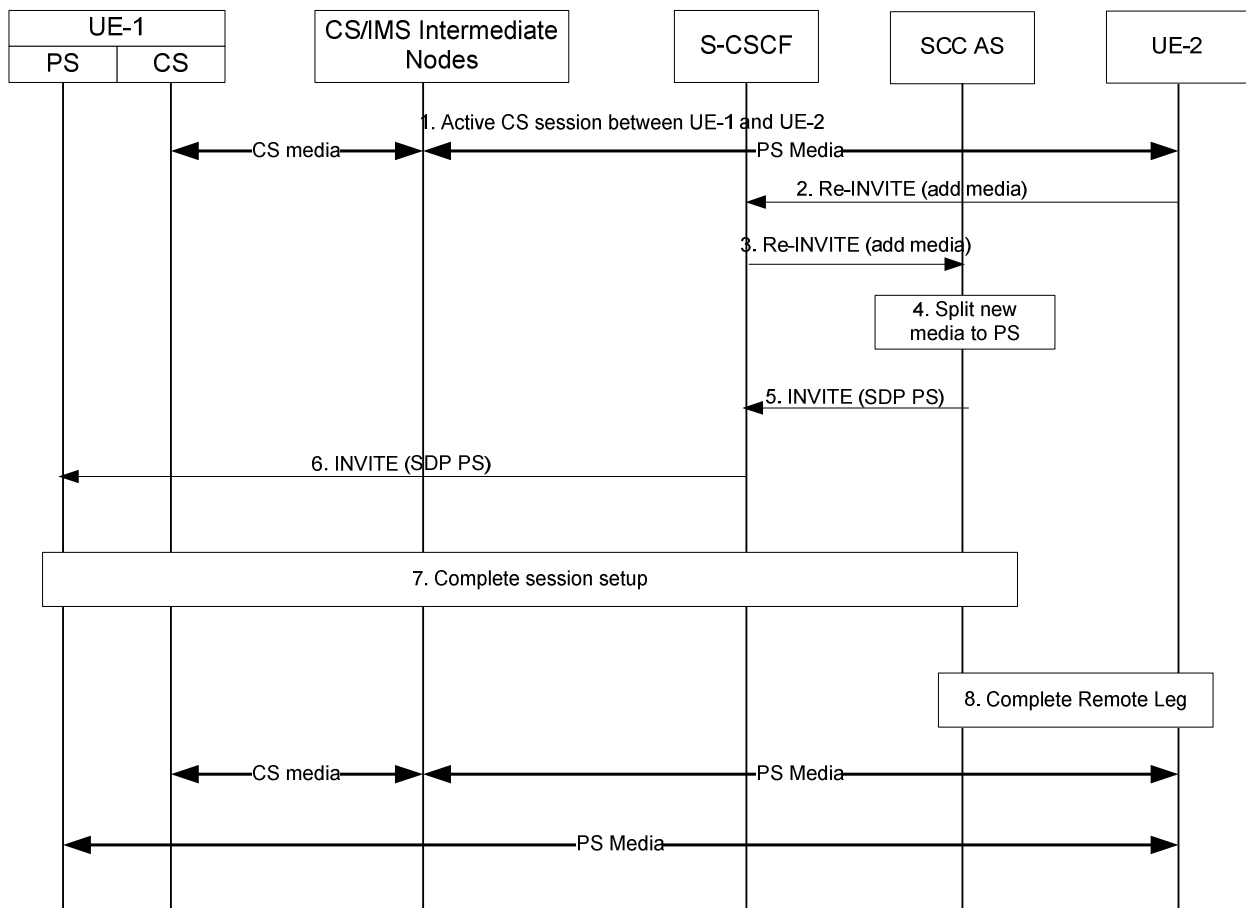 UE-1
PS
CS
CS/IMS Intermediate
Nodes
S-CSCF
SCC AS
UE-2
1. Active CS session between UE-1 and UE-2
CS media
PS Media
2. Re-INVITE (add media)
3. Re-INVITE (add media)
4. Split new
media to PS
5. INVITE (SDP PS)
6. INVITE (SDP PS)
7. Complete session setup
8. Complete Remote Leg
CS media
PS Media
PS Media